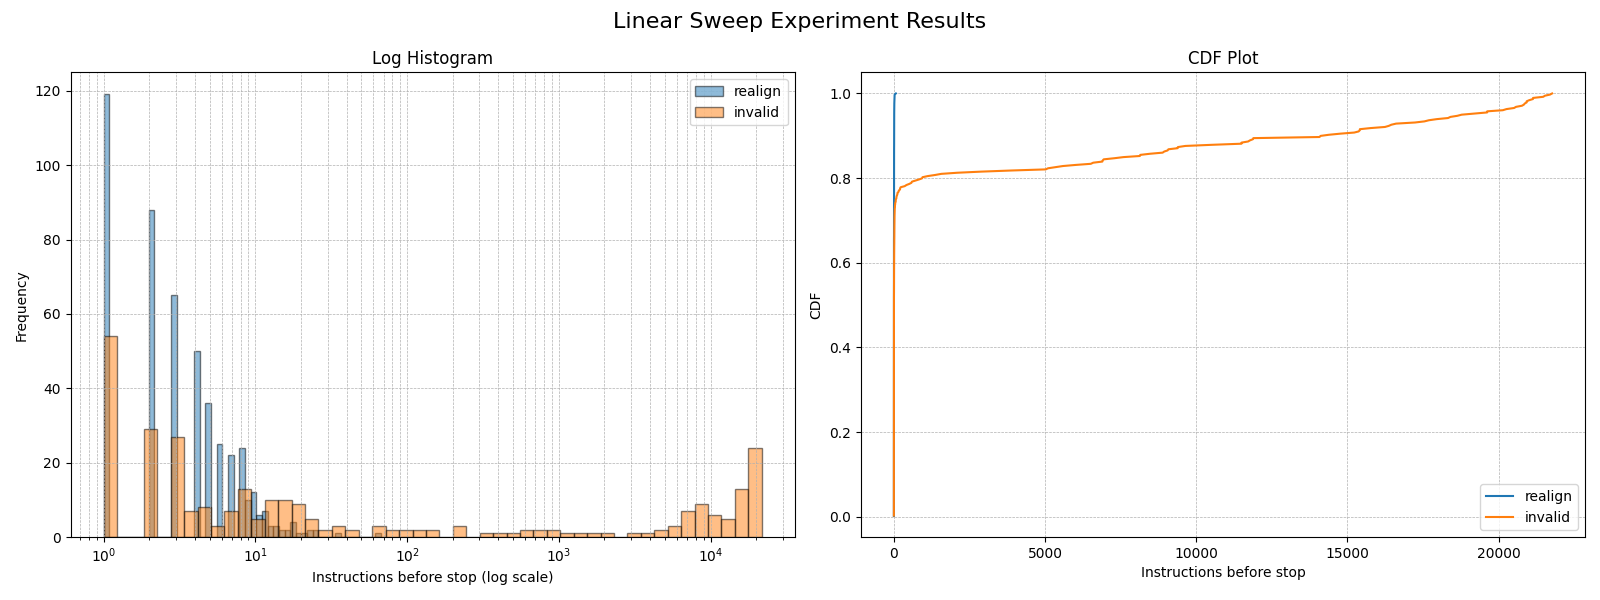 Linear Sweep Experiment Results
Log Histogram
120
100
80
60
40
20
0
Frequency
10⁰
10¹
10²
10³
10⁴
Instructions before stop (log scale)
realign
invalid
CDF Plot
1.0
0.8
0.6
0.4
0.2
0.0
CDF
0
5000
10000
15000
20000
Instructions before stop
realign
invalid